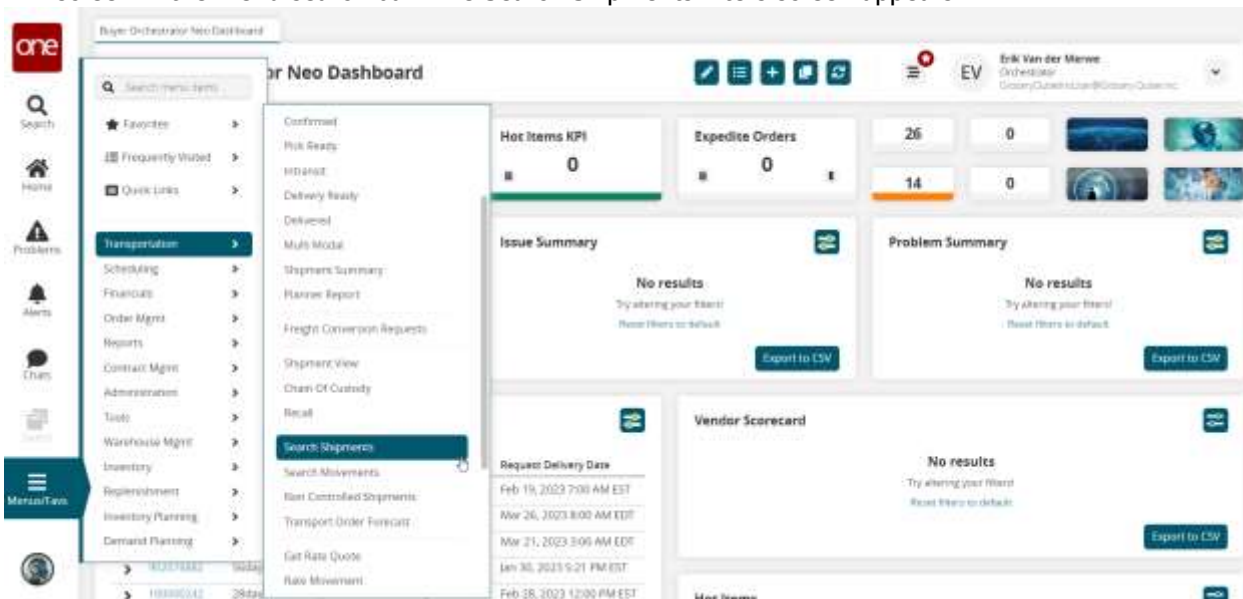 Buyer Orchestrator Neo Dashboard
one
or Neo Dashboard
EV
Erik Van der Merwe
Orchestrator
Search menu items
Search
Home
Problems
Alerts
Chats
Menus/Favs
Favorites
Frequently Visited
Quick Links
Transportation
Scheduling
Financials
Order Mgmt
Reports
Contract Mgmt
Administration
Tools
Warehouse Mgmt
Inventory
Replenishment
Inventory Planning
Demand Planning
Confirmed
Pick Ready
Intransit
Delivery Ready
Delivered
Multi Modal
Shipment Summary
Planner Report
Freight Conversion Requests
Shipment View
Chain Of Custody
Recall
Search Shipments
Search Movements
Non Controlled Shipments
Transport Order Forecast
Get Rate Quote
Rate Movement
Hot Items KPI
0
Expedite Orders
0
26
0
14
0
Issue Summary
No results
Try altering your filters!
Reset filters to default
Export to CSV
Problem Summary
No results
Try altering your filters!
Reset filters to default
Export to CSV
Request Delivery Date
Feb 19, 2023 7:00 AM EST
Mar 26, 2023 8:00 AM EDT
Mar 21, 2023 3:00 AM EDT
Jan 30, 2023 5:21 PM EST
Feb 28, 2023 12:00 PM EST
Vendor Scorecard
No results
Try altering your filters!
Reset filters to default
Export to CSV
Hot Items